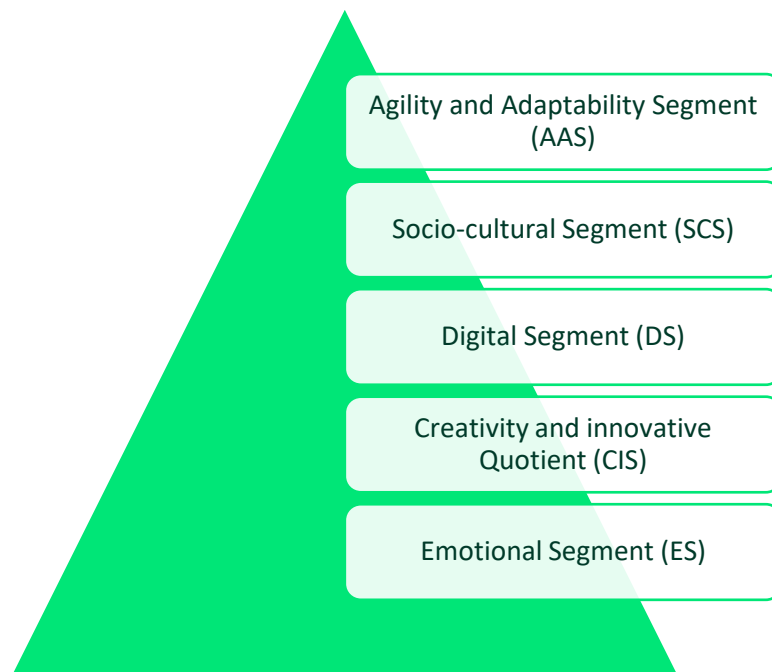 Agility and Adaptability Segment
(AAS)
Socio-cultural Segment (SCS)
Digital Segment (DS)
Creativity and innovative
Quotient (CIS)
Emotional Segment (ES)